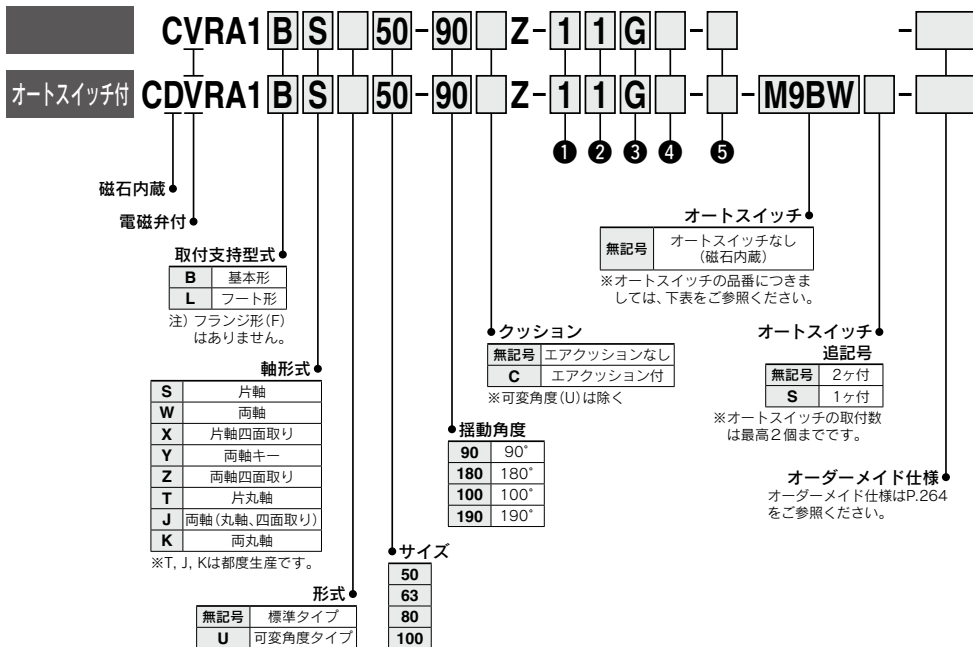 CVRA1 B S 50-90 Z-1 1 G - -
オートスイッチ付 CDVRA1 B S 50-90 Z-1 1 G - - M9BW -
❶ ❷ ❸ ❹ ❺
磁石内蔵
電磁弁付
取付支持型式
B 基本形
L フート形
注) フランジ形(F)
はありません。
軸形式
S 片軸
W 両軸
X 片軸四面取り
Y 両軸キー
Z 両軸四面取り
T 片丸軸
J 両軸(丸軸、四面取り)
K 両丸軸
※T, J, Kは都度生産です。
形式
無記号 標準タイプ
U 可変角度タイプ
サイズ
50
63
80
100
揺動角度
90 90°
180 180°
100 100°
190 190°
クッション
無記号 エアクッションなし
C エアクッション付
※可変角度(U)は除く
オートスイッチ
無記号 オートスイッチなし
(磁石内蔵)
※オートスイッチの品番につきま
しては、下表をご参照ください。
オートスイッチ
追記号
無記号 2ヶ付
S 1ヶ付
※オートスイッチの取付数
は最高2個までです。
オーダーメイド仕様
オーダーメイド仕様はP.264
をご参照ください。